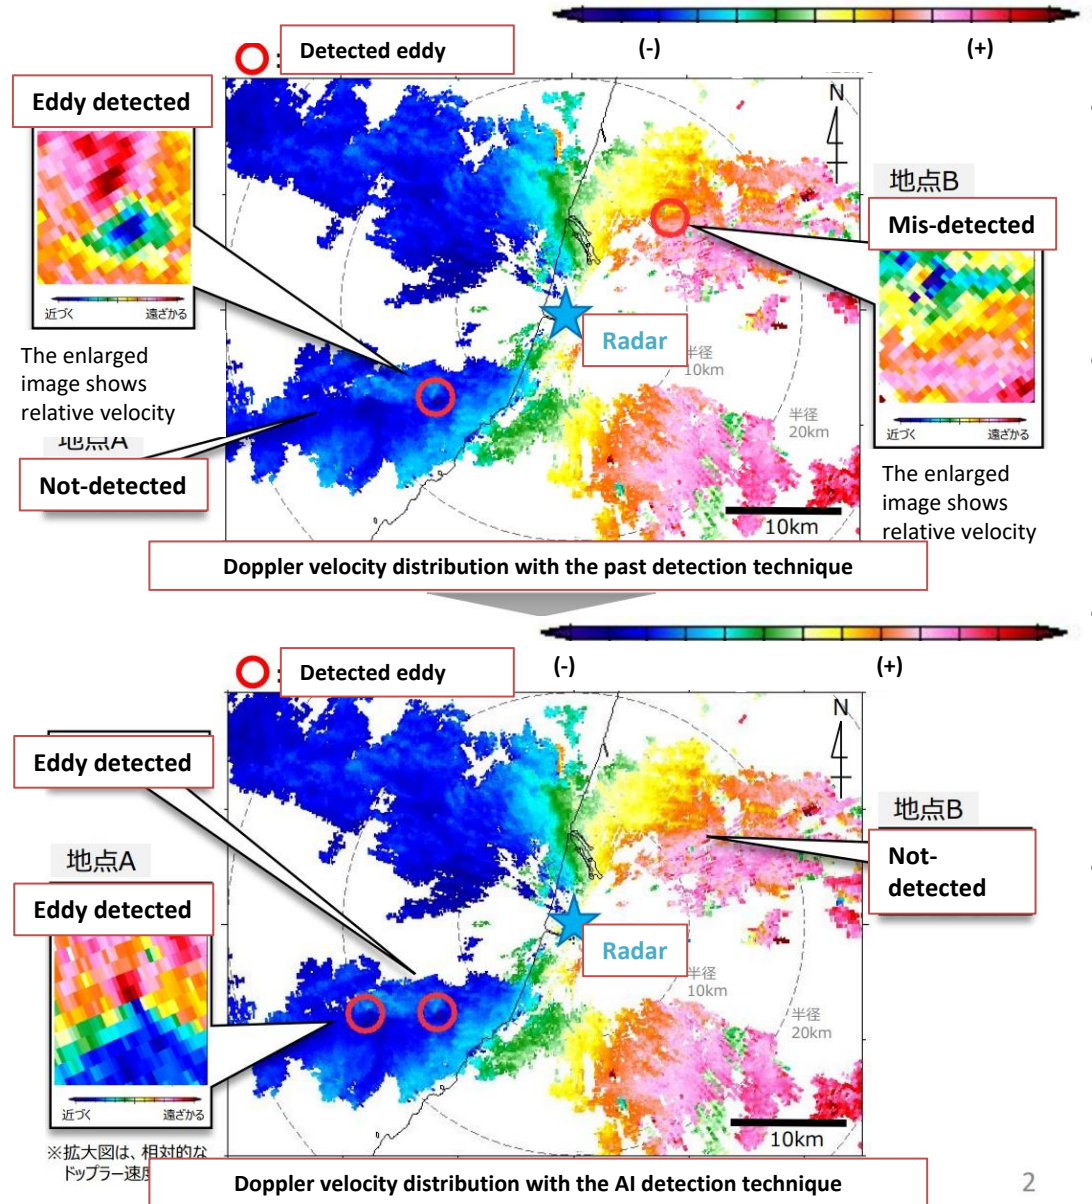 (-)
(+)
Detected eddy
Eddy detected
N
地点B
Mis-detected
近づく
遠ざかる
Radar
半径
10km
半径
20km
The enlarged
image shows
relative velocity
地点A
Not-detected
近づく
遠ざかる
The enlarged
image shows
relative velocity
10km
Doppler velocity distribution with the past detection technique
Detected eddy
(-)
(+)
N
Eddy detected
地点B
Not-
detected
地点A
Eddy detected
Radar
半径
10km
半径
20km
近づく
遠ざかる
10km
※拡大図は、相対的な
ドップラー速度
Doppler velocity distribution with the AI detection technique
2